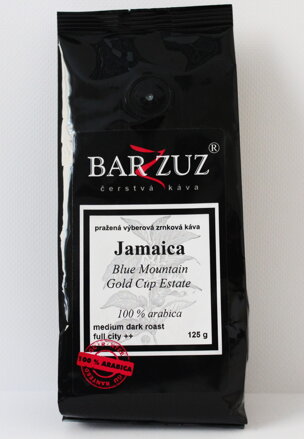 BARZZUZ®
čerstvá káva
pražená výberová zrnková káva
Jamaica
Blue Mountain
Gold Cup Estate
100 % arabica
medium dark roast
full city ++ 125 g
100 % ARABICA